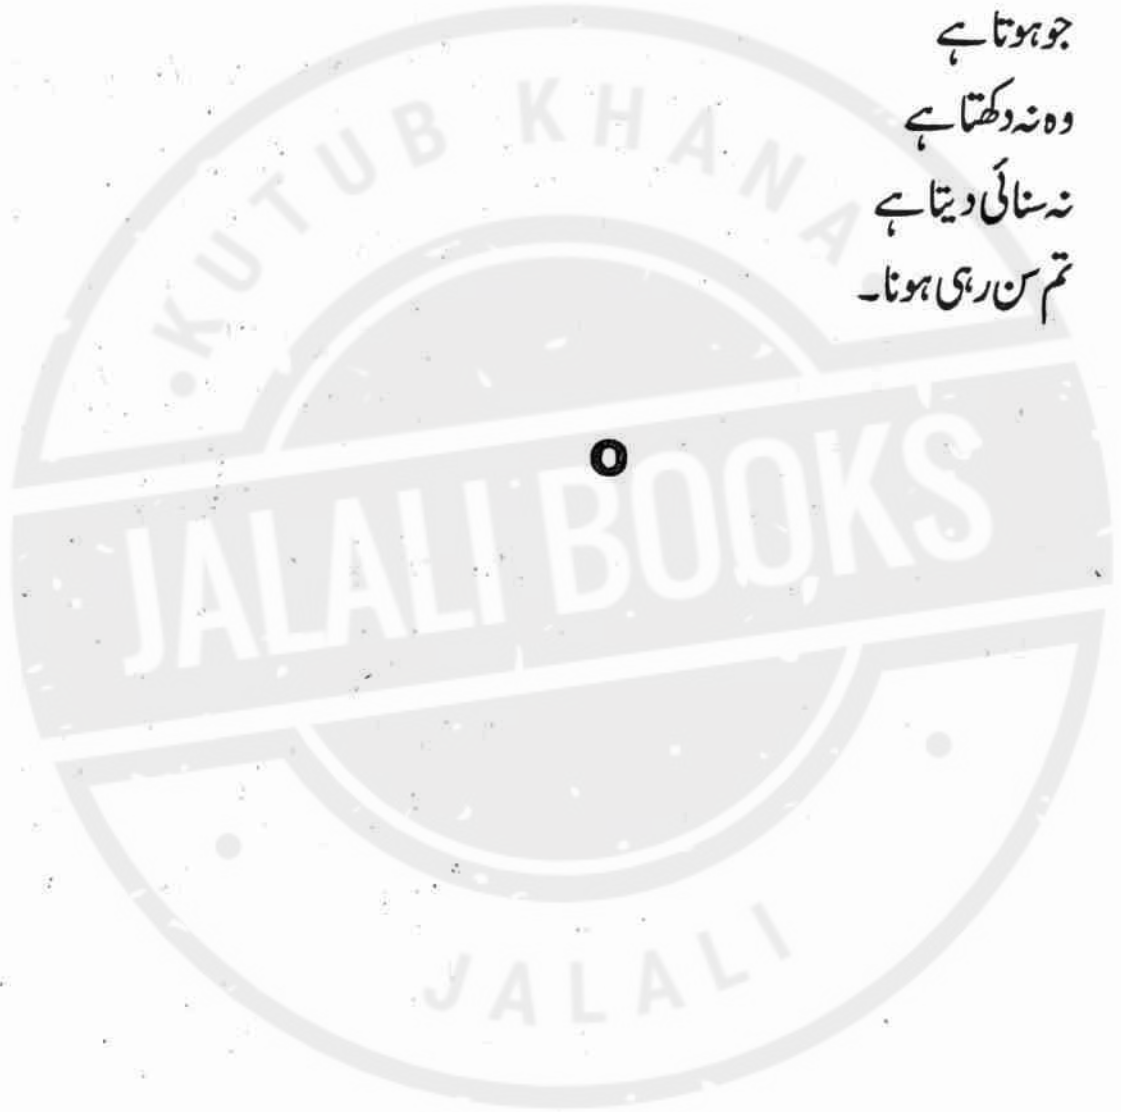 جو ہوتا ہے
وہ نہ دکھتا ہے
نہ سنائی دیتا ہے
تم سن رہی ہو نا۔
o
KUTUB KHANA
JALALI BOOKS
JALALI